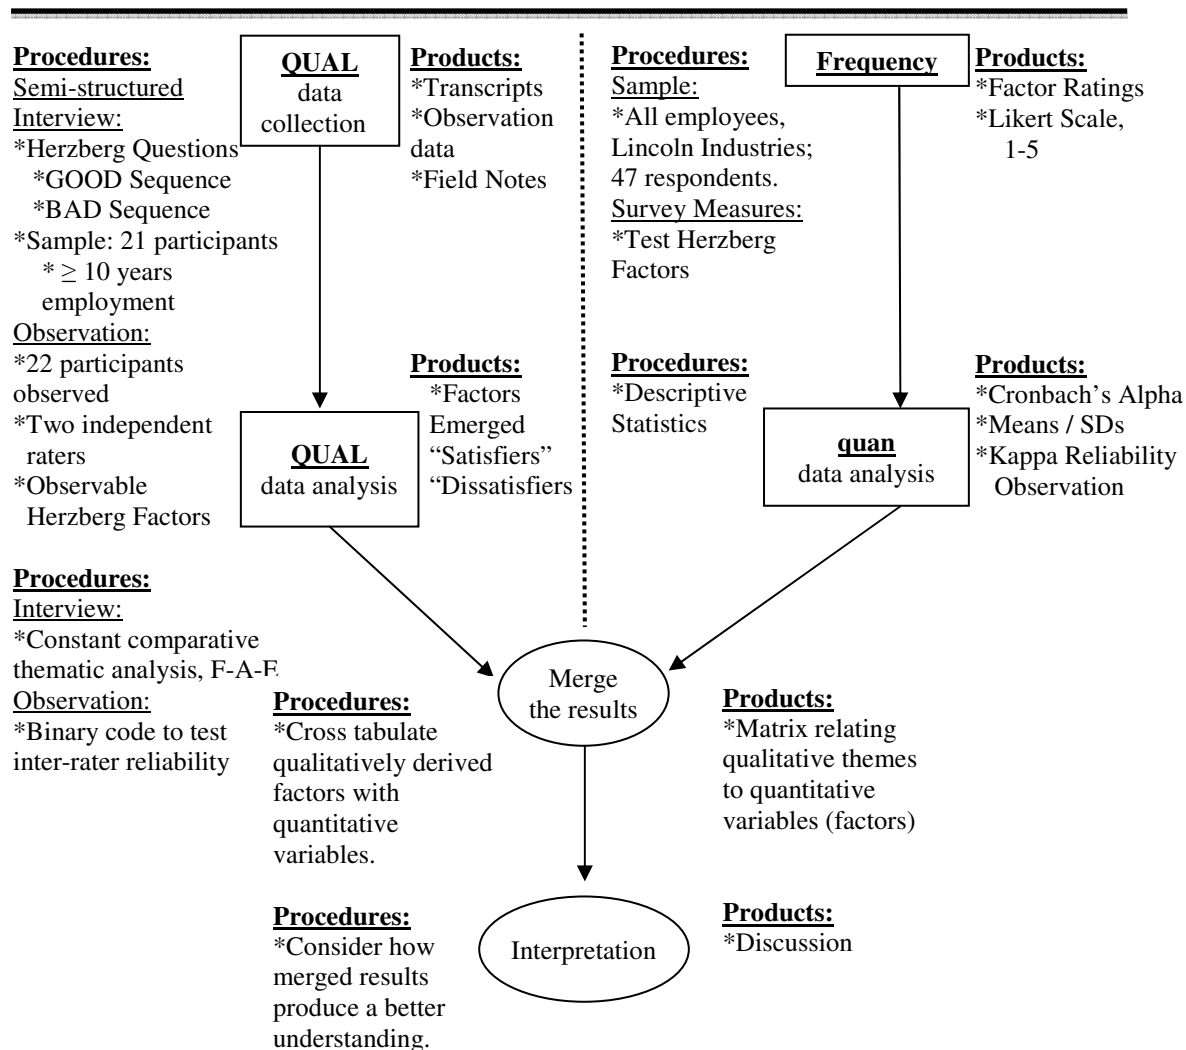 Procedures:
Semi-structured
Interview:
*Herzberg Questions
*GOOD Sequence
*BAD Sequence
*Sample: 21 participants
* ≥ 10 years
employment
Observation:
*22 participants
observed
*Two independent
raters
*Observable
Herzberg Factors
QUAL
data
collection
Products:
*Transcripts
*Observation
data
*Field Notes
Procedures:
Sample:
*All employees,
Lincoln Industries;
47 respondents.
Survey Measures:
*Test Herzberg
Factors
Frequency
Products:
*Factor Ratings
*Likert Scale,
1-5
QUAL
data analysis
Products:
*Factors
Emerged
“Satisfiers”
“Dissatisfiers
Procedures:
*Descriptive
Statistics
quan
data analysis
Products:
*Cronbach’s Alpha
*Means / SDs
*Kappa Reliability
Observation
Procedures:
Interview:
*Constant comparative
thematic analysis,
Observation:
*Binary code to test
inter-rater reliability
Procedures:
*Cross tabulate
qualitatively derived
factors with
quantitative
variables.
Merge
the results
Products:
*Matrix relating
qualitative themes
to quantitative
variables (factors)
Procedures:
*Consider how
merged results
produce a better
understanding.
Interpretation
Products:
*Discussion